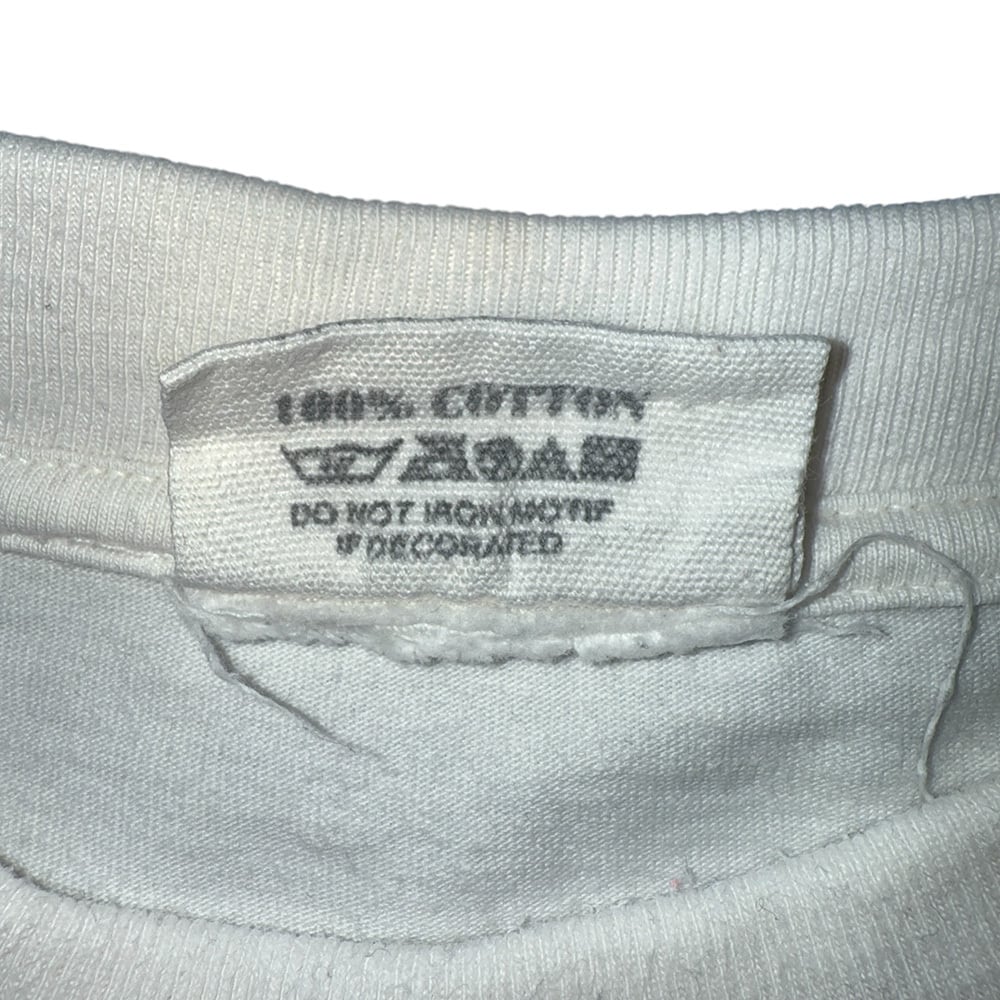 100% COTTON
DO NOT IRON MOTIF
IF DECORATED